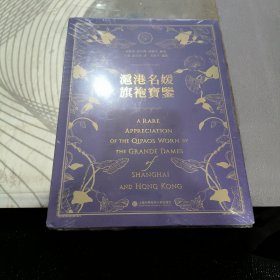 滬港名媛
旗袍寶鑒
A RARE
APPRECIATION
OF THE QIPAOS WORN BY
THE GRANDE DAMES
of
SHANGHAI
AND HONG KONG